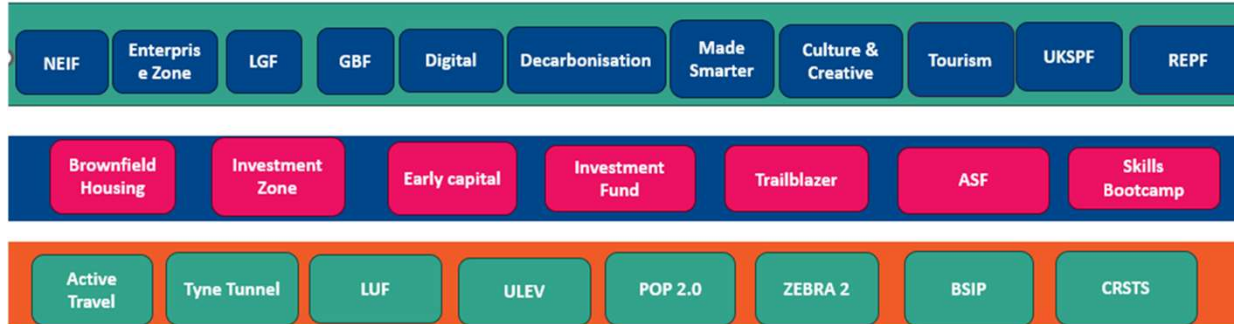 NEIF
Enterpris
e Zone
LGF
GBF
Digital
Decarbonisation
Made
Smarter
Culture &
Creative
Tourism
UKSPF
REPF
Brownfield
Housing
Investment
Zone
Early capital
Investment
Fund
Trailblazer
ASF
Skills
Bootcamp
Active
Travel
Tyne Tunnel
LUF
ULEV
POP 2.0
ZEBRA 2
BSIP
CRSTS